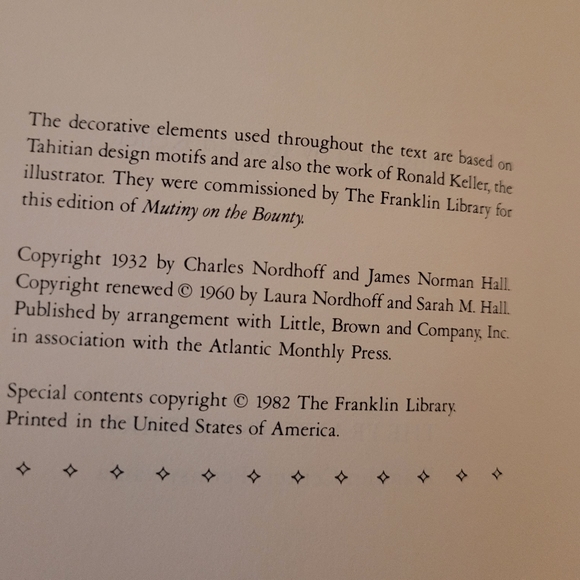 The decorative elements used throughout the text are based on
Tahitian design motifs and are also the work of Ronald Keller, the
illustrator. They were commissioned by The Franklin Library for
this edition of Mutiny on the Bounty.
Copyright 1932 by Charles Nordhoff and James Norman Hall.
Copyright renewed © 1960 by Laura Nordhoff and Sarah M. Hall.
Published by arrangement with Little, Brown and Company, Inc.
in association with the Atlantic Monthly Press.
Special contents copyright © 1982 The Franklin Library.
Printed in the United States of America.